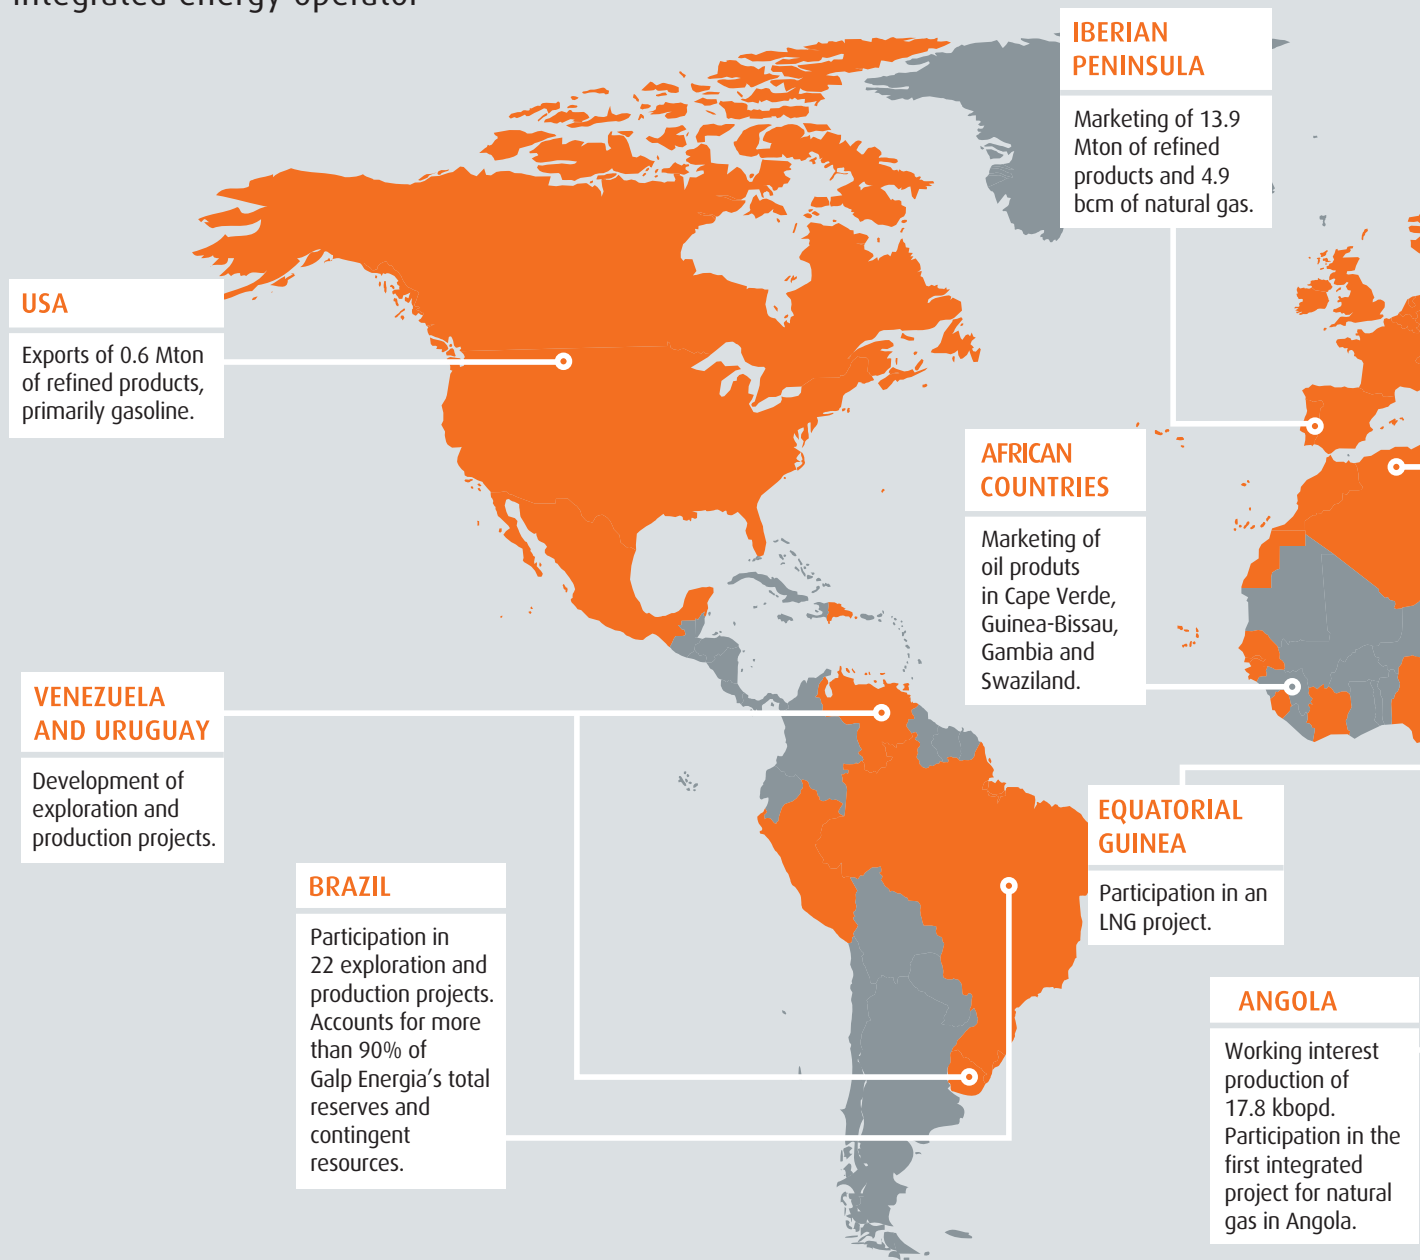 integrated energy operator
IBERIAN
PENINSULA
Marketing of 13.9
Mton of refined
products and 4.9
bcm of natural gas.
USA
Exports of 0.6 Mton
of refined products,
primarily gasoline.
AFRICAN
COUNTRIES
Marketing of
oil produts
in Cape Verde,
Guinea-Bissau,
Gambia and
Swaziland.
VENEZUELA
AND URUGUAY
Development of
exploration and
production projects.
EQUATORIAL
GUINEA
Participation in an
LNG project.
BRAZIL
Participation in
22 exploration and
production projects.
Accounts for more
than 90% of
Galp Energia's total
reserves and
contingent
resources.
ANGOLA
Working interest
production of
17.8 kbopd.
Participation in the
first integrated
project for natural
gas in Angola.